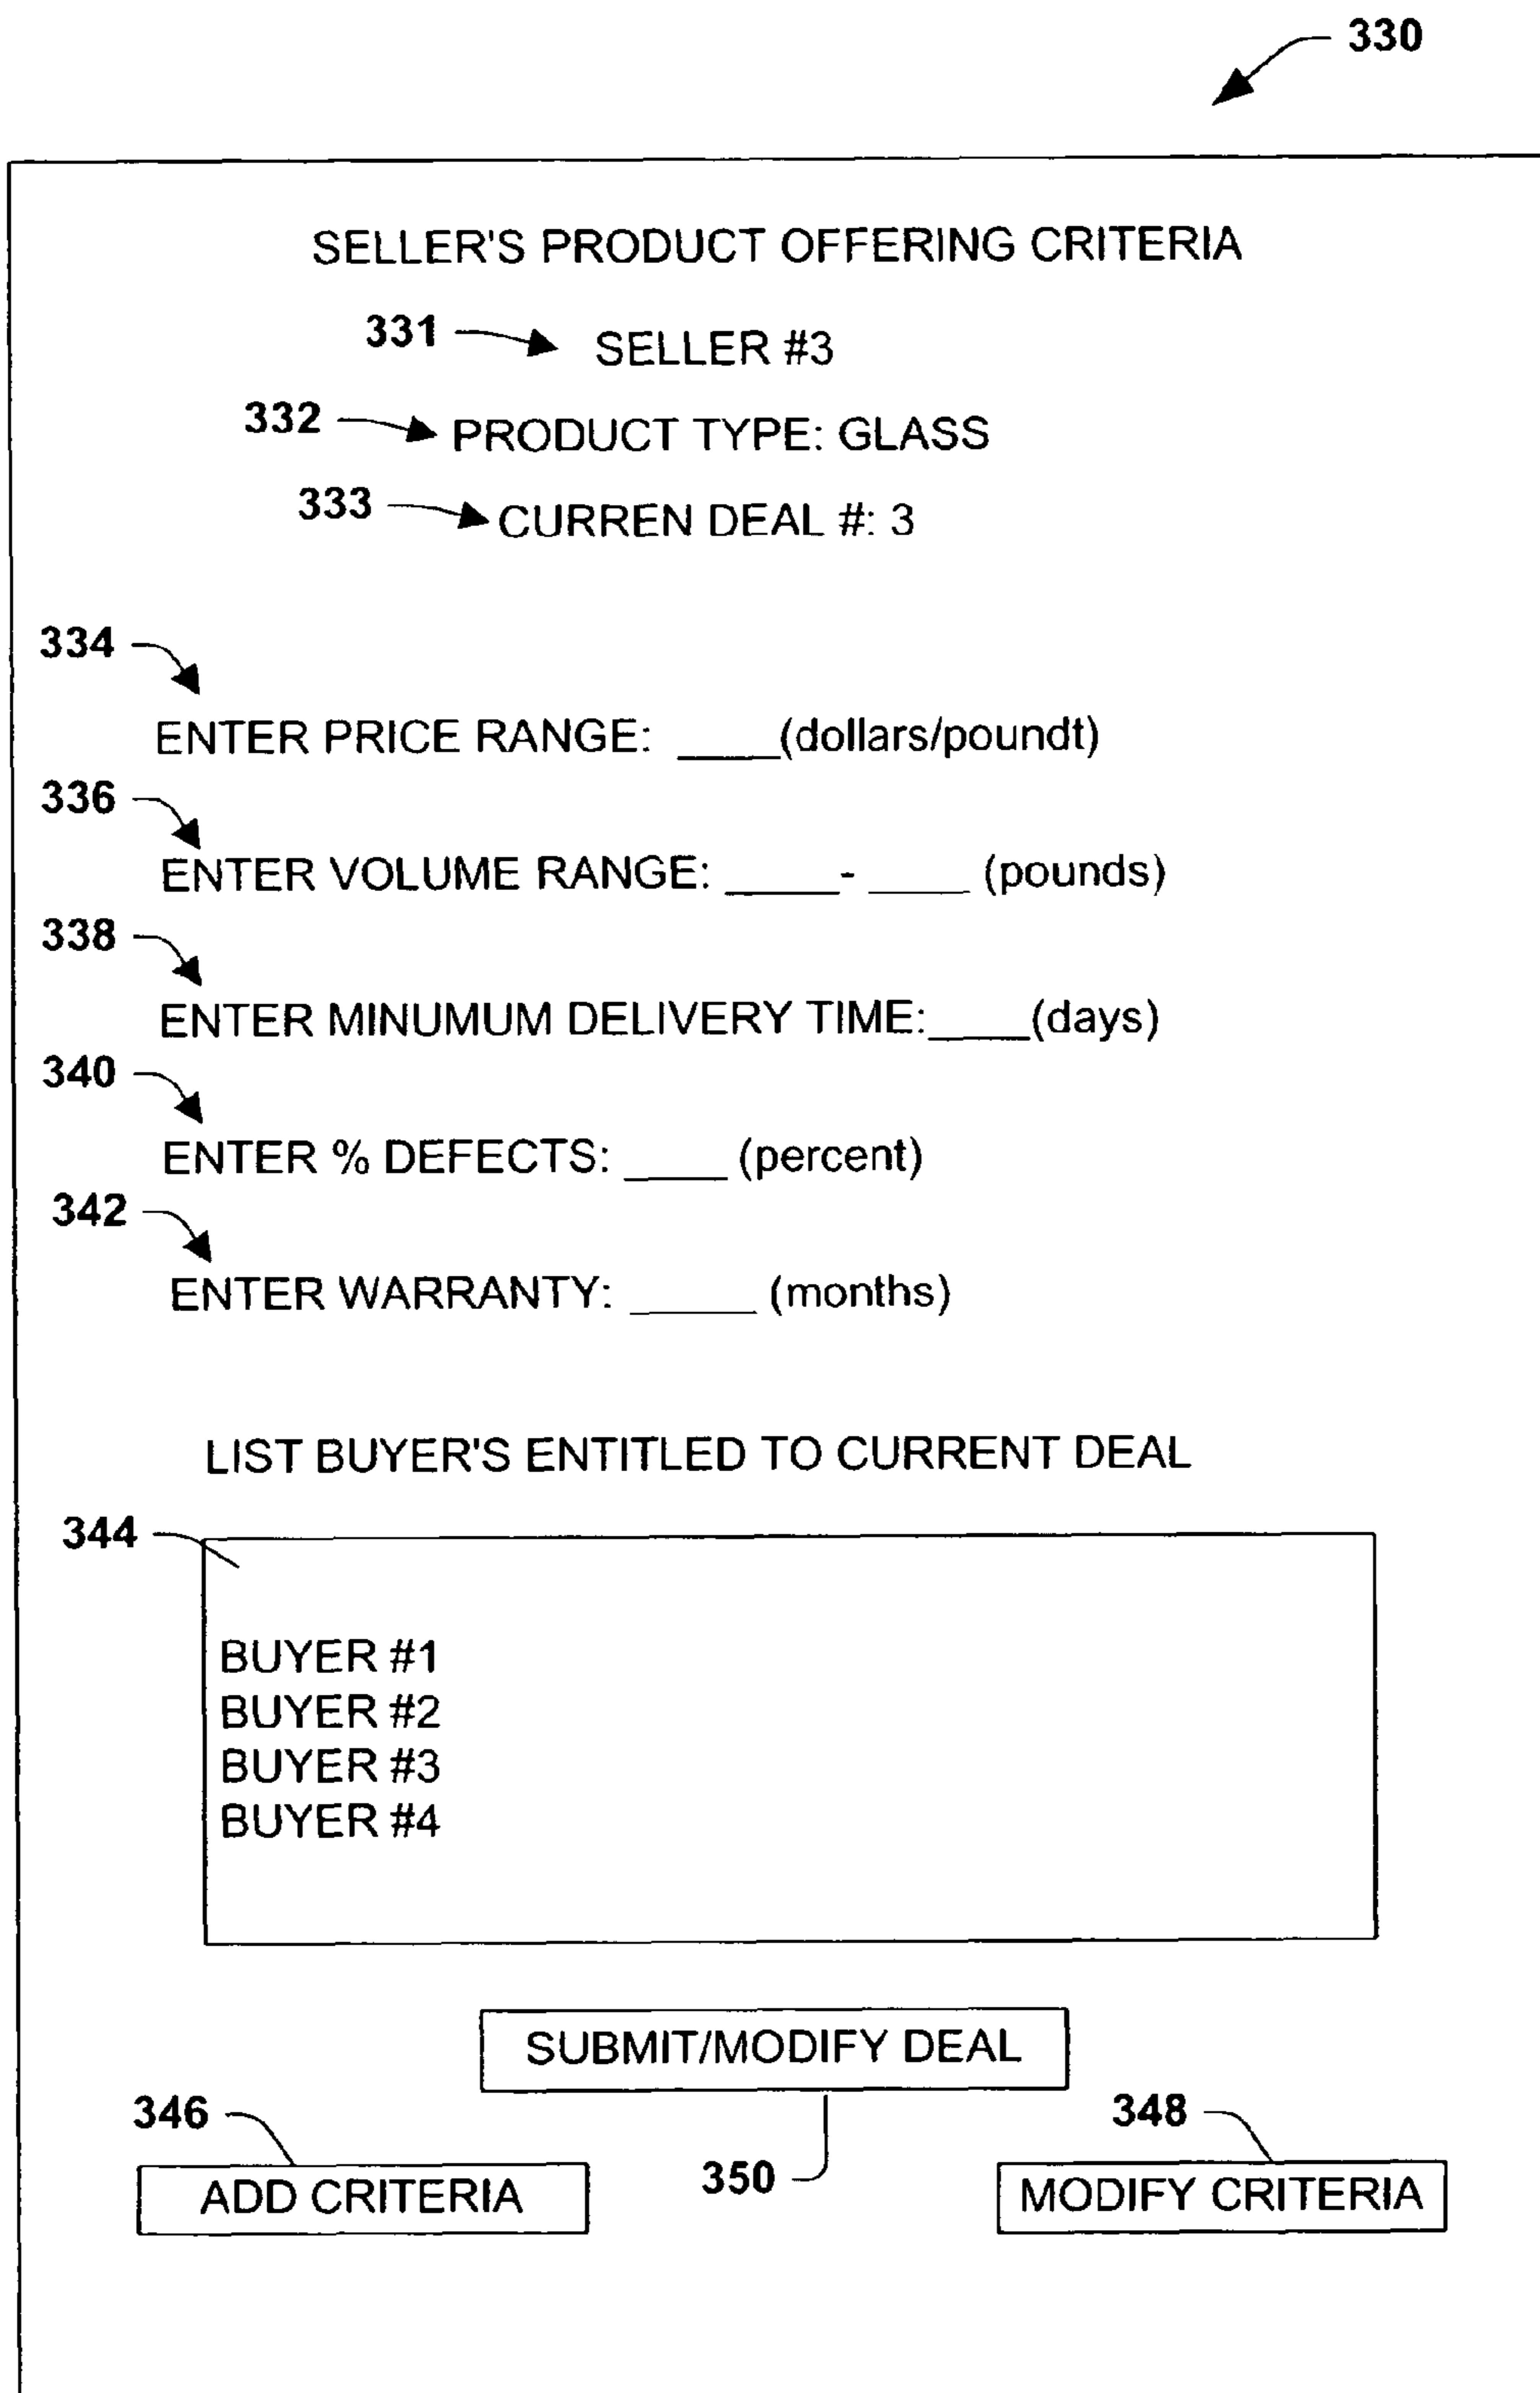 330
SELLER'S PRODUCT OFFERING CRITERIA
331 SELLER #3
332 PRODUCT TYPE: GLASS
333 CURREN DEAL #: 3
334
ENTER PRICE RANGE: ____(dollars/poundt)
336
ENTER VOLUME RANGE: ____- ____ (pounds)
338
ENTER MINUMUM DELIVERY TIME:____(days)
340
ENTER % DEFECTS: ____ (percent)
342
ENTER WARRANTY: _____ (months)
LIST BUYER'S ENTITLED TO CURRENT DEAL
344
BUYER #1
BUYER #2
BUYER #3
BUYER #4
SUBMIT/MODIFY DEAL
346 350 348
ADD CRITERIA MODIFY CRITERIA